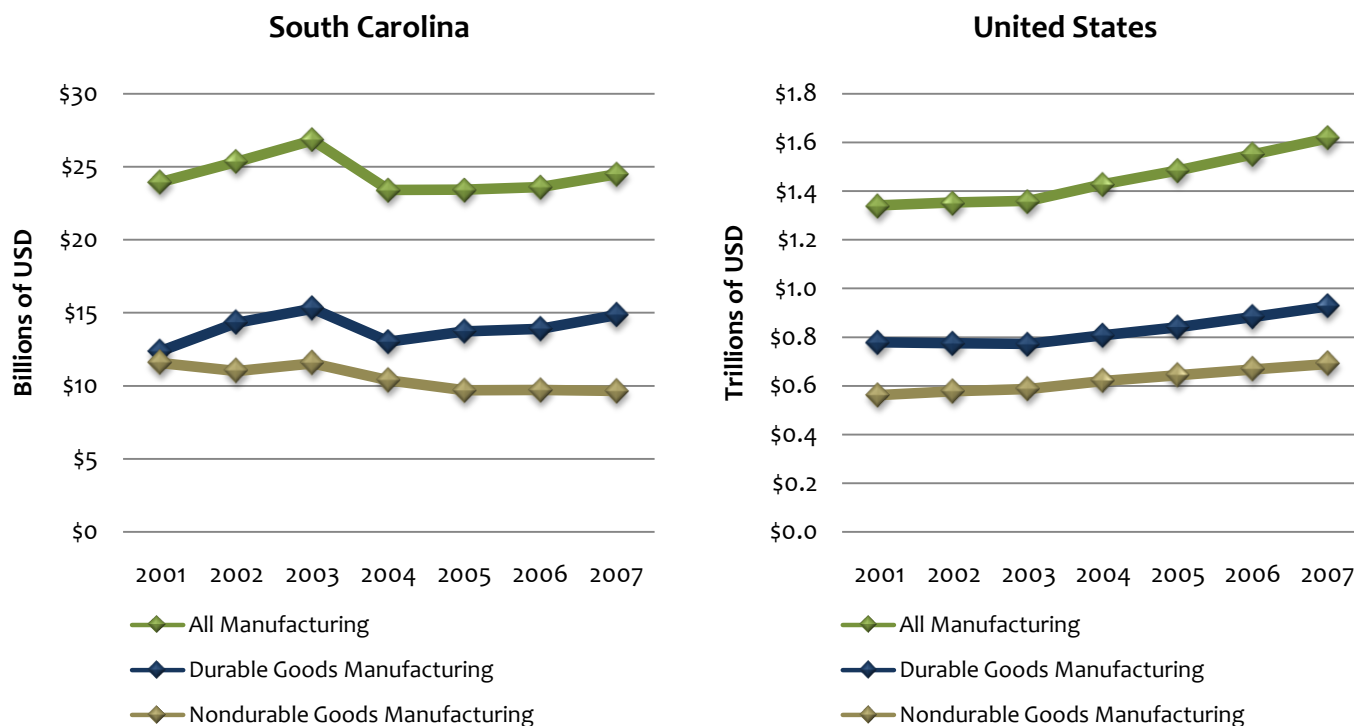 South Carolina
$30
$25
$20
$15
$10
$5
$0
Billions of USD
2001 2002 2003 2004 2005 2006 2007
All Manufacturing
Durable Goods Manufacturing
Nondurable Goods Manufacturing
United States
$1.8
$1.6
$1.4
$1.2
$1.0
$0.8
$0.6
$0.4
$0.2
$0.0
Trillions of USD
2001 2002 2003 2004 2005 2006 2007
All Manufacturing
Durable Goods Manufacturing
Nondurable Goods Manufacturing